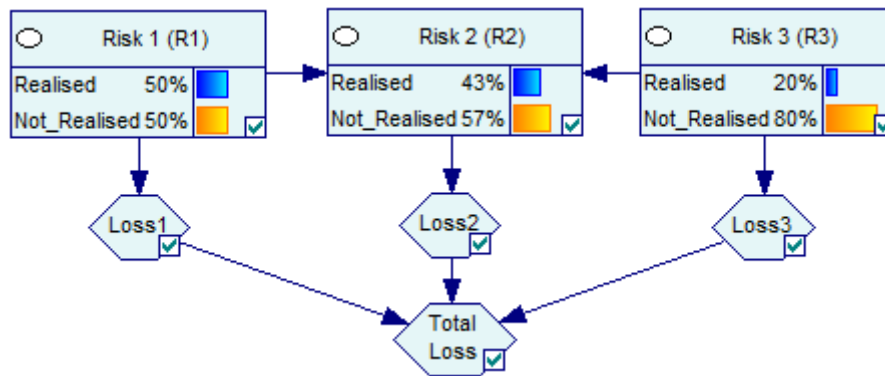 Risk 1 (R1)
Realised 50%
Not_Realised 50%
Risk 2 (R2)
Realised 43%
Not_Realised 57%
Risk 3 (R3)
Realised 20%
Not_Realised 80%
Loss1
Loss2
Loss3
Total
Loss